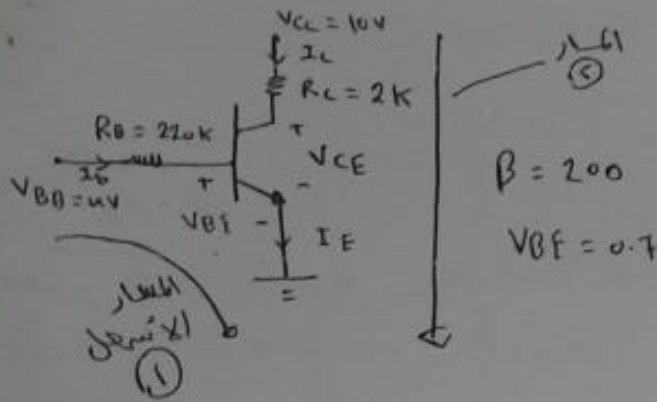 VCC = 10V
IC
RC = 2K
RB = 220K
Ib
VBB = 4V
+
VBE
-
+
VCE
-
IE
المسار
②
β = 200
VBE = 0.7
المسار
①